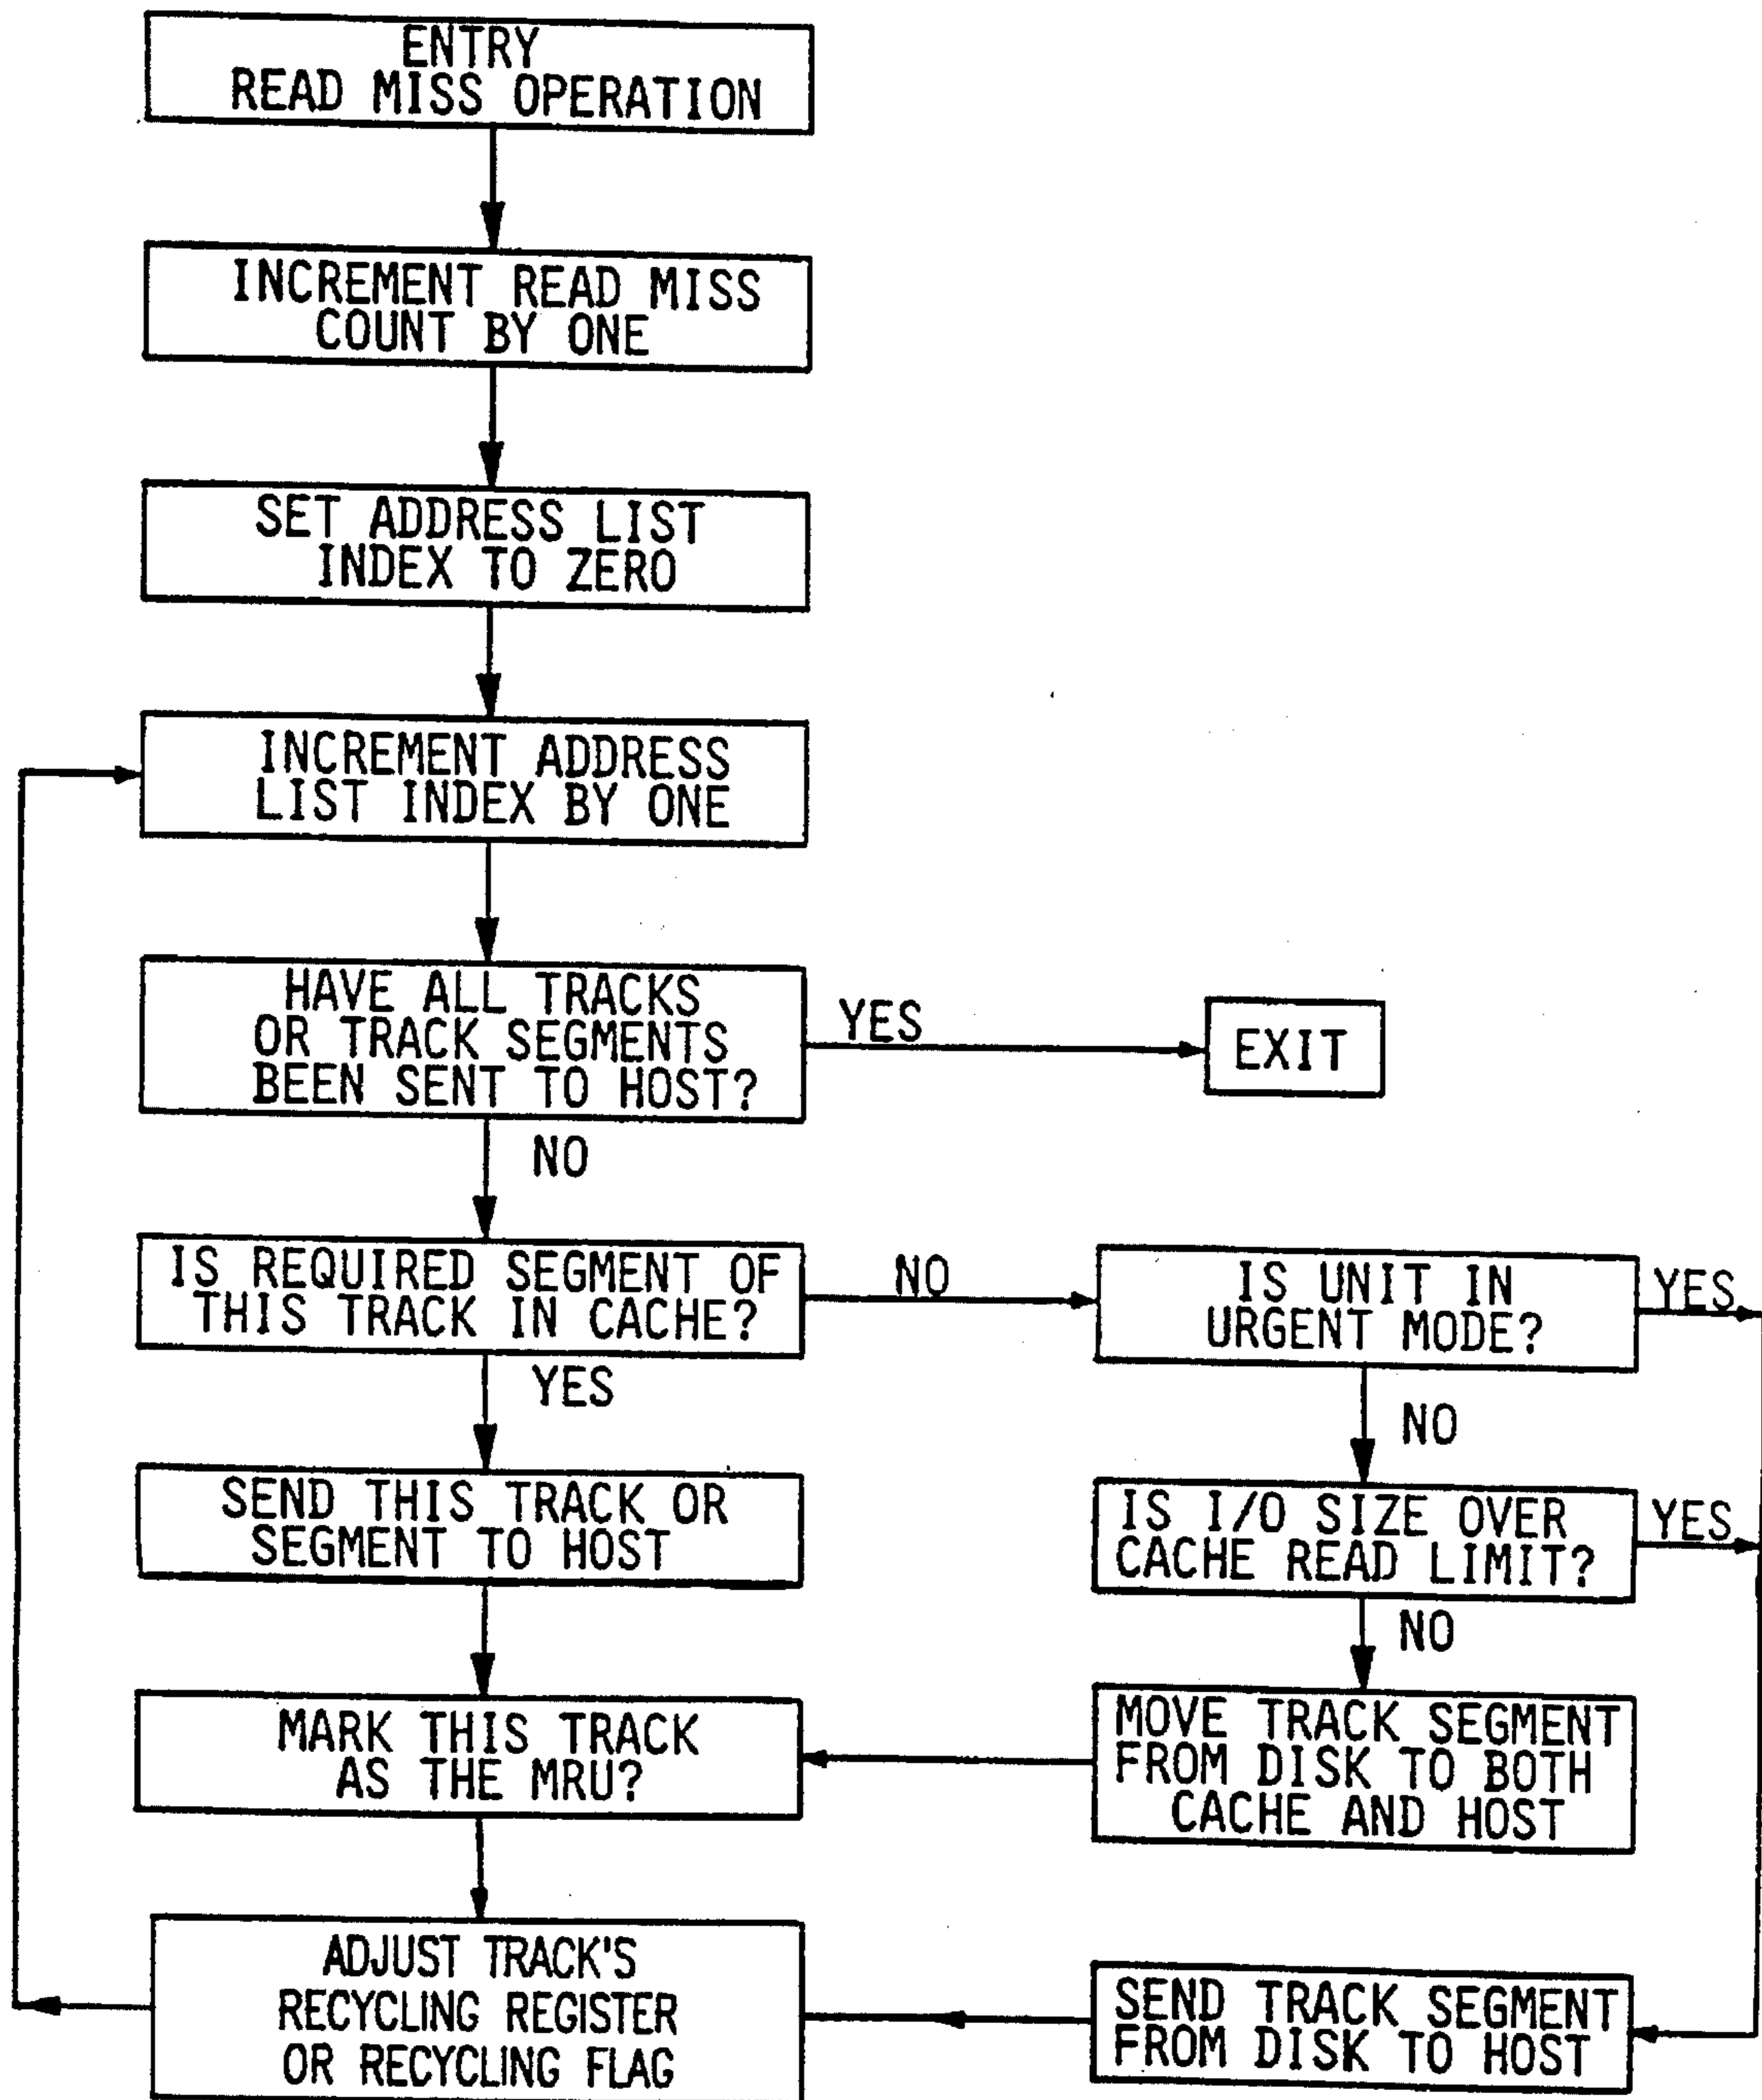 ENTRY
READ MISS OPERATION
INCREMENT READ MISS
COUNT BY ONE
SET ADDRESS LIST
INDEX TO ZERO
INCREMENT ADDRESS
LIST INDEX BY ONE
HAVE ALL TRACKS
OR TRACK SEGMENTS
BEEN SENT TO HOST?
YES
EXIT
NO
IS REQUIRED SEGMENT OF
THIS TRACK IN CACHE?
NO
IS UNIT IN
URGENT MODE?
YES
YES
NO
SEND THIS TRACK OR
SEGMENT TO HOST
IS I/O SIZE OVER
CACHE READ LIMIT?
YES
NO
MARK THIS TRACK
AS THE MRU?
MOVE TRACK SEGMENT
FROM DISK TO BOTH
CACHE AND HOST
ADJUST TRACK'S
RECYCLING REGISTER
OR RECYCLING FLAG
SEND TRACK SEGMENT
FROM DISK TO HOST